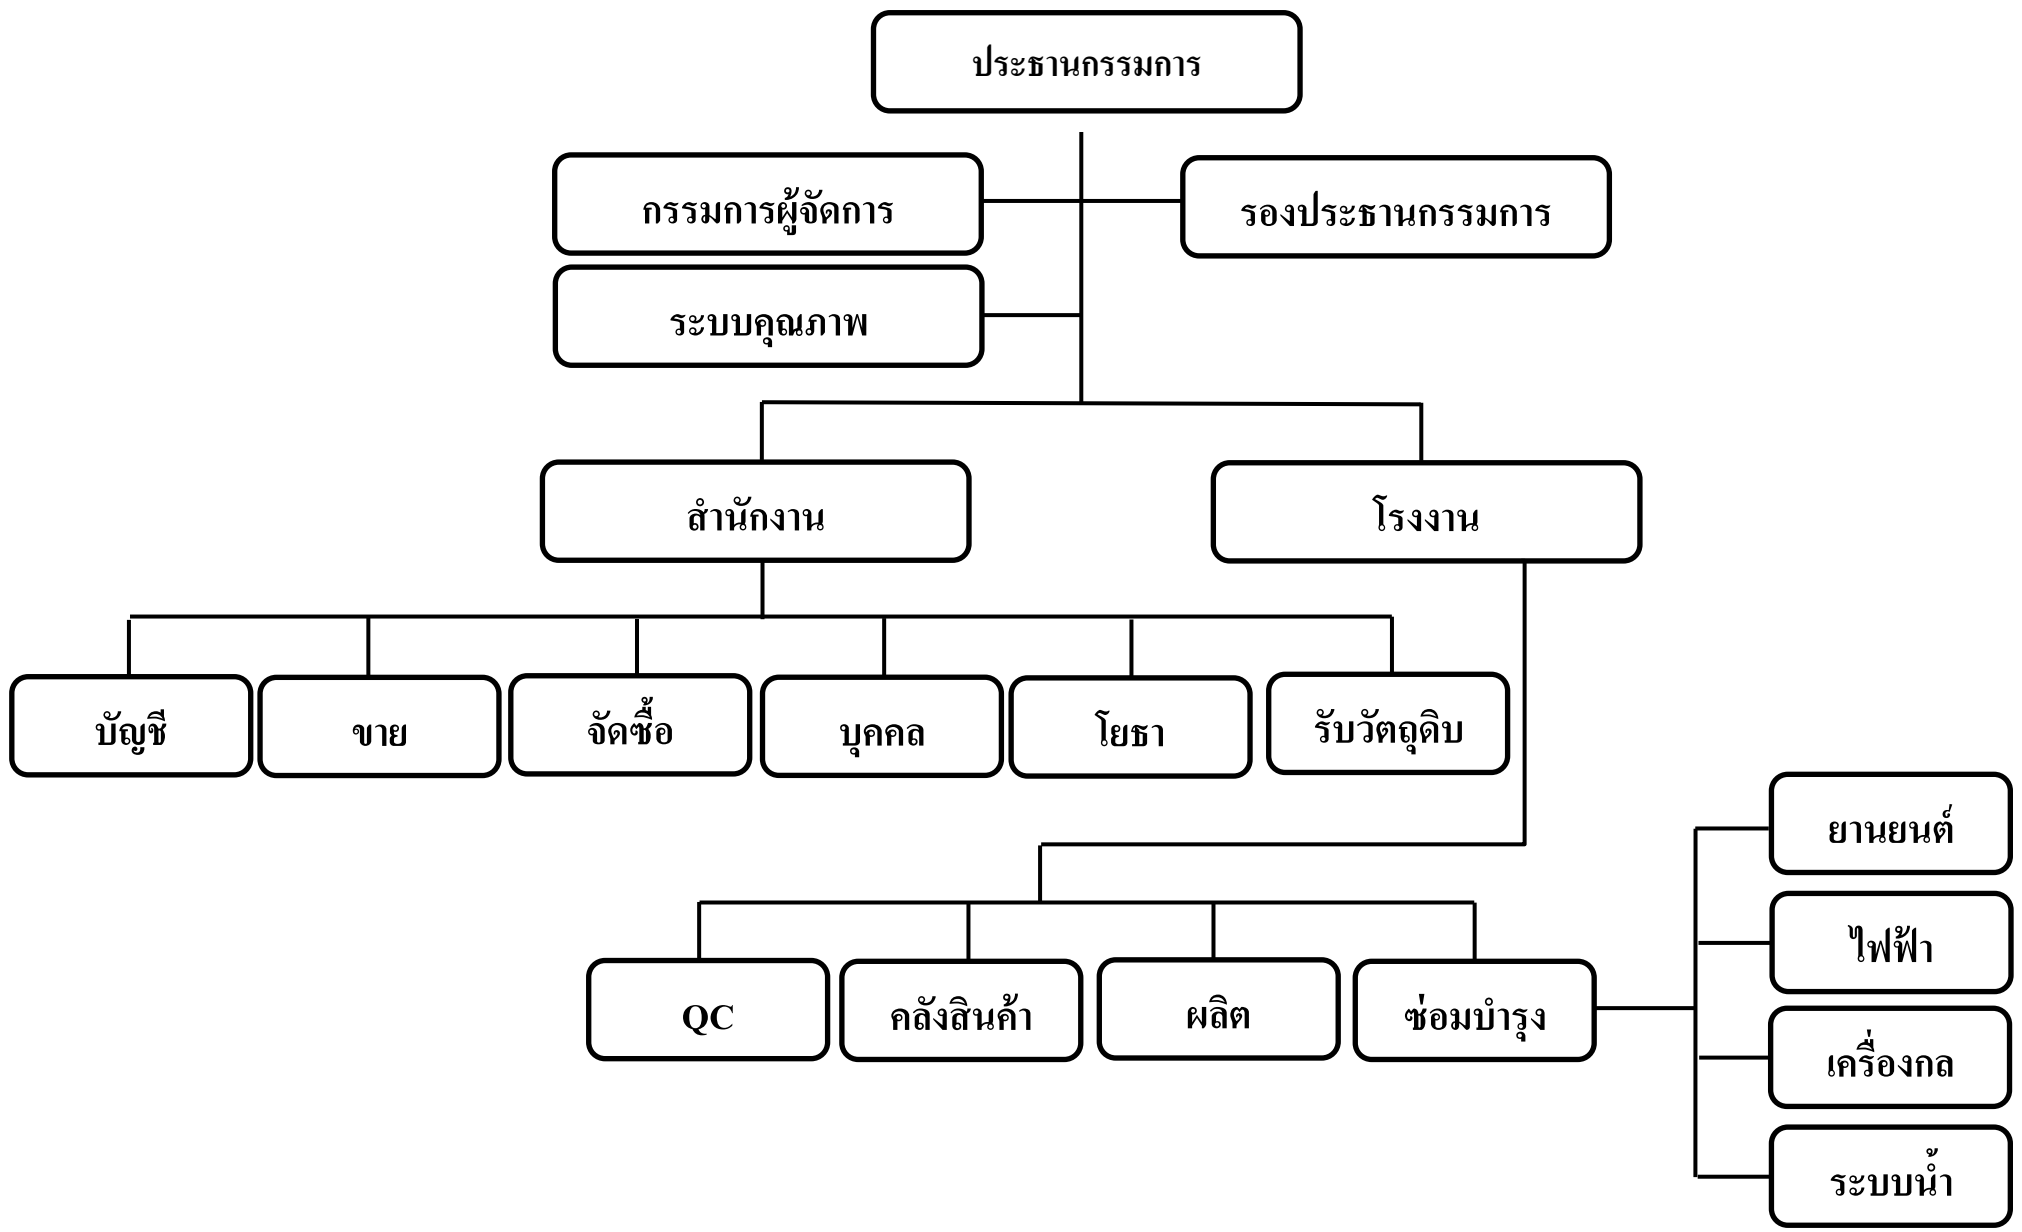 ประธานกรรมการ
กรรมการผู้จัดการ
รองประธานกรรมการ
ระบบคุณภาพ
สำนักงาน
โรงงาน
บัญชี
ขาย
จัดซื้อ
บุคคล
โยธา
รับวัตถุดิบ
ยานยนต์
ไฟฟ้า
QC
คลังสินค้า
ผลิต
ซ่อมบำรุง
เครื่องกล
ระบบน้ำ